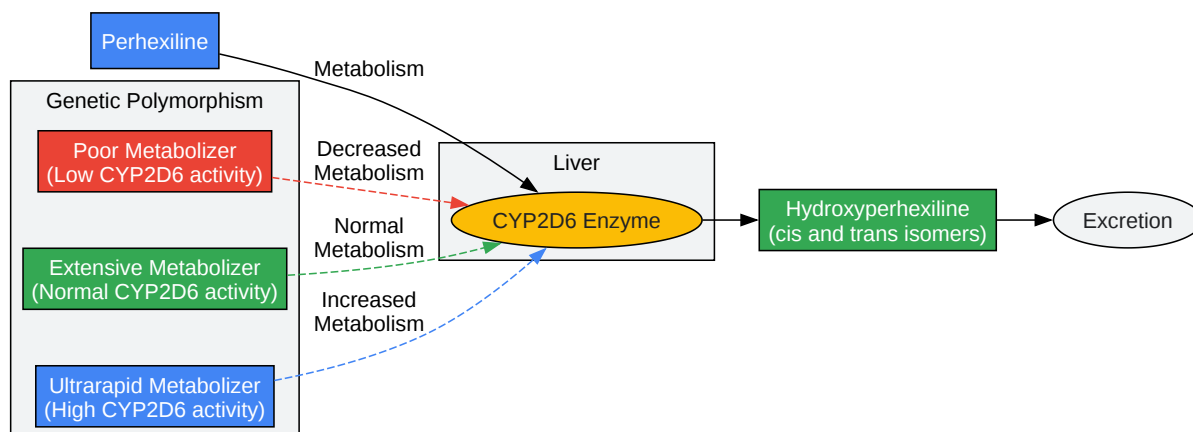 Perhexiline
Metabolism
Genetic Polymorphism
Poor Metabolizer
(Low CYP2D6 activity)
Decreased
Metabolism
Liver
CYP2D6 Enzyme
Hydroxyperhexiline
(cis and trans isomers)
Excretion
Normal
Metabolism
Extensive Metabolizer
(Normal CYP2D6 activity)
Increased
Metabolism
Ultrarapid Metabolizer
(High CYP2D6 activity)